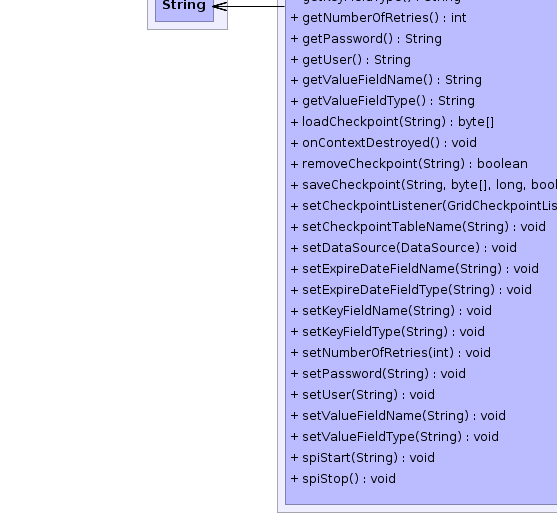 String
+ getNumberOfRetries() : int
+ getPassword() : String
+ getUser() : String
+ getValueFieldName() : String
+ getValueFieldType() : String
+ loadCheckpoint(String) : byte[]
+ onContextDestroyed() : void
+ removeCheckpoint(String) : boolean
+ saveCheckpoint(String, byte[], long, bool
+ setCheckpointListener(GridCheckpointLis
+ setCheckpointTableName(String) : void
+ setDataSource(DataSource) : void
+ setExpireDateFieldName(String) : void
+ setExpireDateFieldType(String) : void
+ setKeyFieldName(String) : void
+ setKeyFieldType(String) : void
+ setNumberOfRetries(int) : void
+ setPassword(String) : void
+ setUser(String) : void
+ setValueFieldName(String) : void
+ setValueFieldType(String) : void
+ spiStart(String) : void
+ spiStop() : void